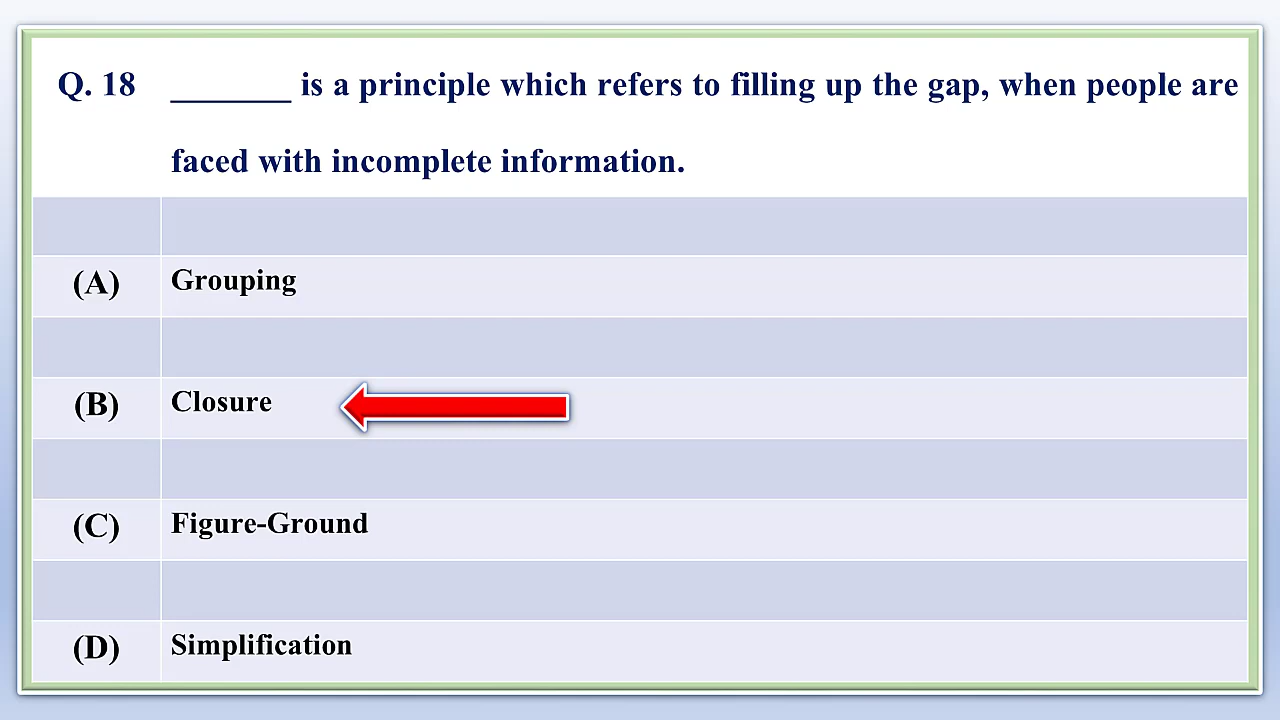 Q. 18 _______ is a principle which refers to filling up the gap, when people are
faced with incomplete information.
(A) Grouping
(B) Closure
(C) Figure-Ground
(D) Simplification